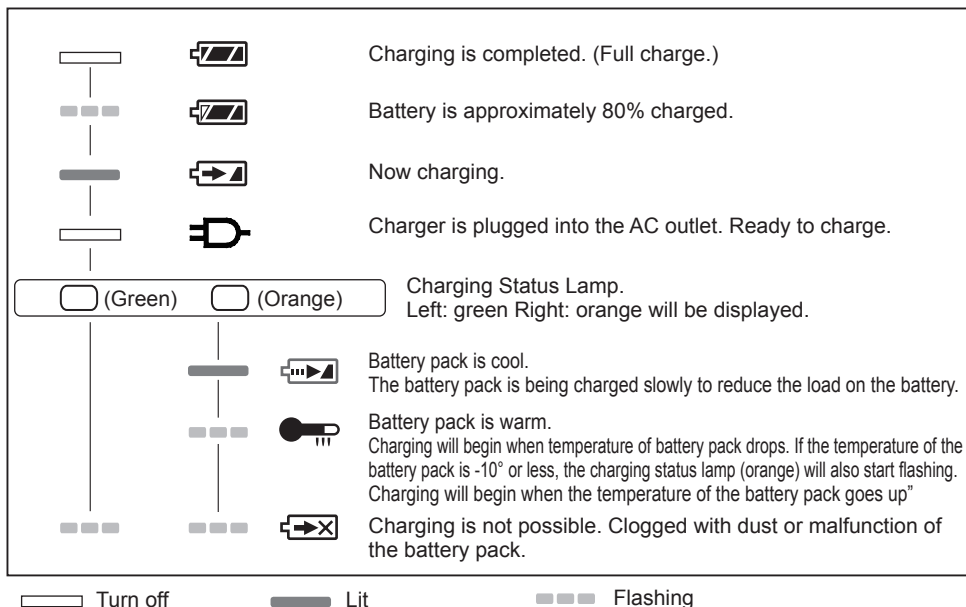 Charging is completed. (Full charge.)
Battery is approximately 80% charged.
Now charging.
Charger is plugged into the AC outlet. Ready to charge.
(Green) (Orange)
Charging Status Lamp.
Left: green Right: orange will be displayed.
Battery pack is cool.
The battery pack is being charged slowly to reduce the load on the battery.
Battery pack is warm.
Charging will begin when temperature of battery pack drops. If the temperature of the
battery pack is -10° or less, the charging status lamp (orange) will also start flashing.
Charging will begin when the temperature of the battery pack goes up”
Charging is not possible. Clogged with dust or malfunction of
the battery pack.
Turn off Lit Flashing